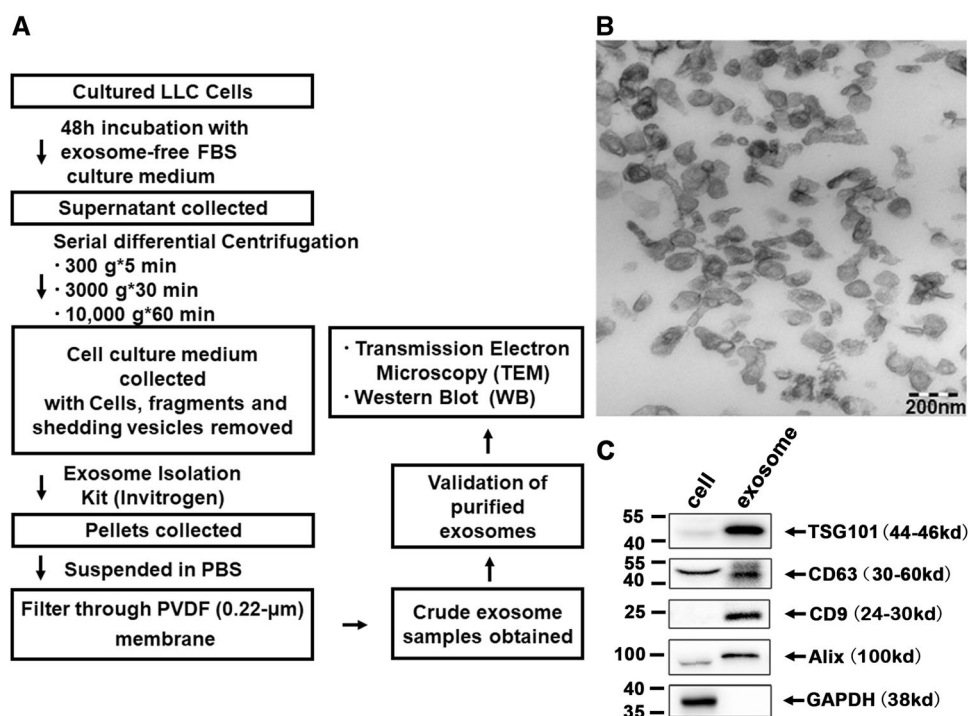 A
Cultured LLC Cells
48h incubation with
exosome-free FBS
culture medium
Supernatant collected
Serial differential Centrifugation
· 300 g*5 min
· 3000 g*30 min
· 10,000 g*60 min
Cell culture medium
collected
with Cells, fragments and
shedding vesicles removed
Exosome Isolation
Kit (Invitrogen)
Pellets collected
Suspended in PBS
Filter through PVDF (0.22-μm)
membrane
Crude exosome
samples obtained
Validation of
purified
exosomes
· Transmission Electron
Microscopy (TEM)
· Western Blot (WB)
B
200nm
C
cell
exosome
55
40
TSG101 (44-46kd)
55
40
CD63 (30-60kd)
25
CD9 (24-30kd)
100
Alix (100kd)
40
35
GAPDH (38kd)